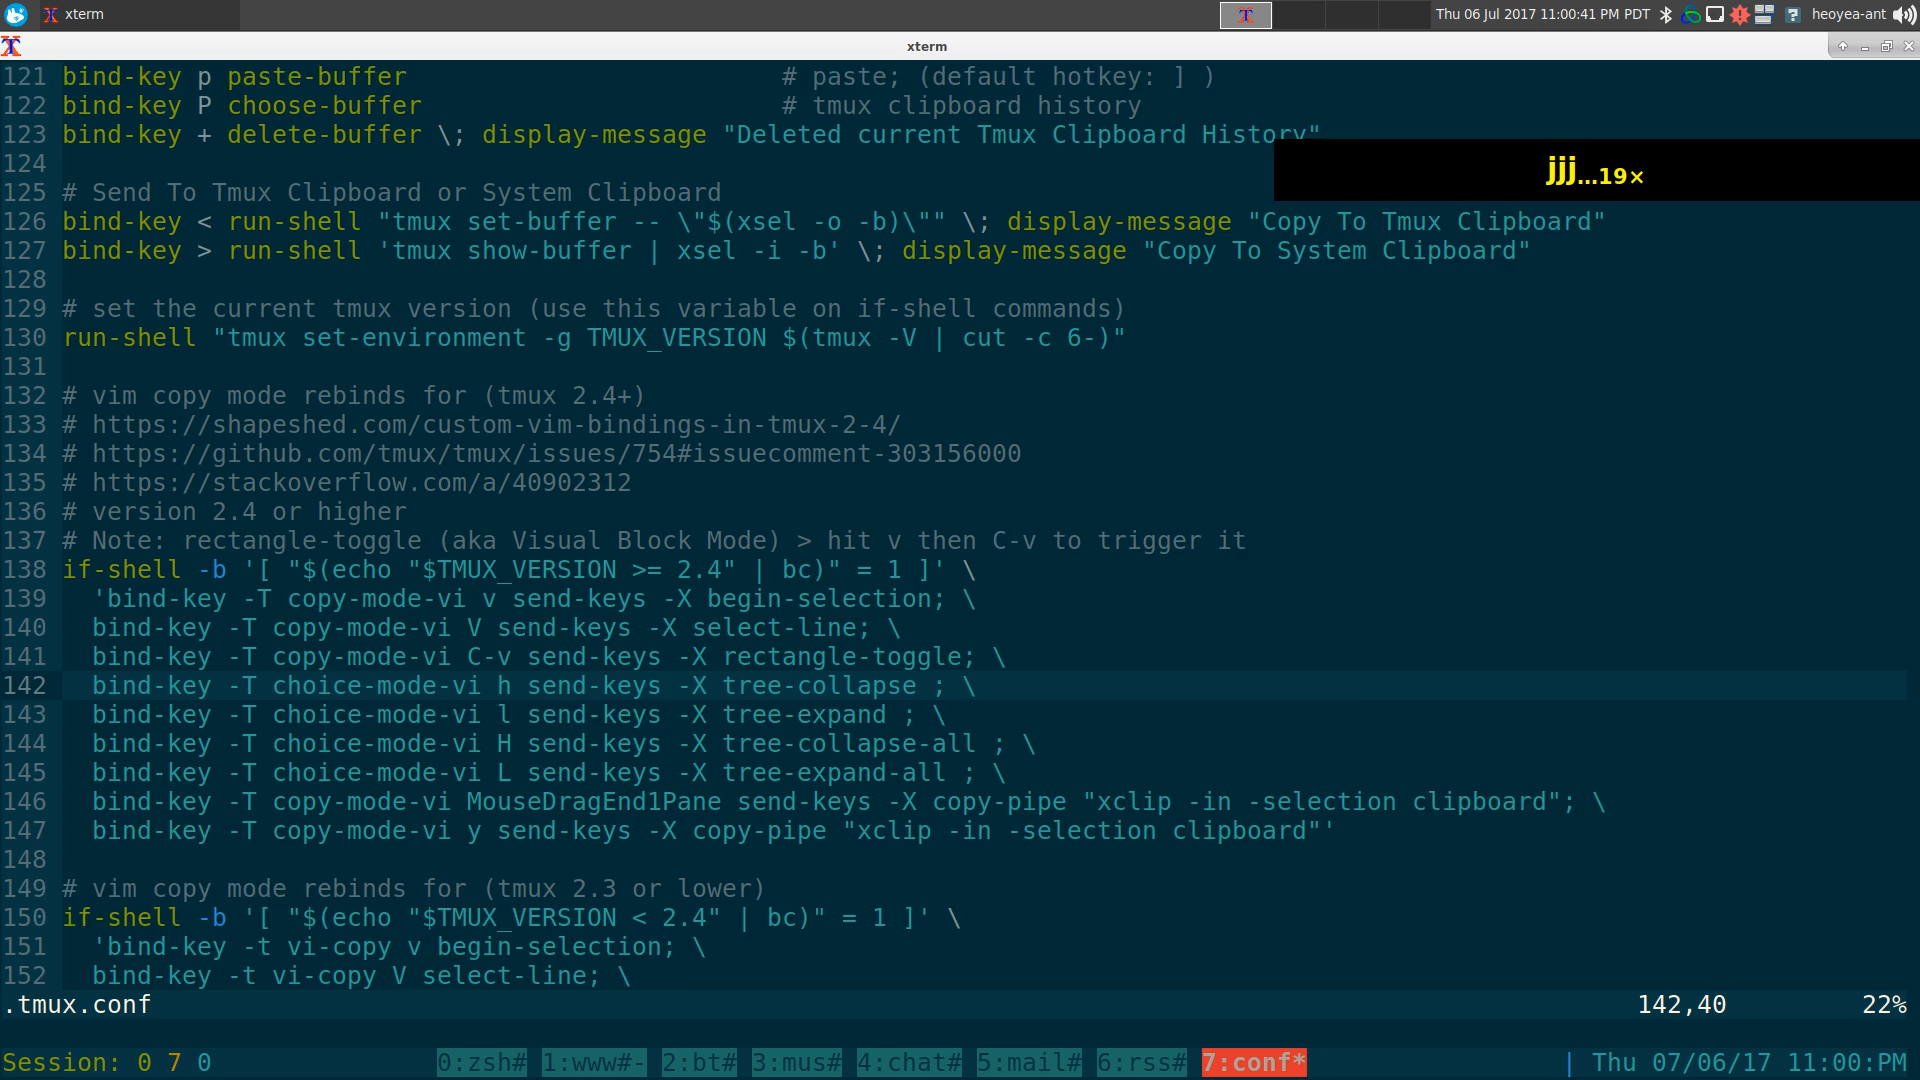 xterm
Thu 06 Jul 2017 11:00:41 PM PDT
heoyea-ant
xterm
121 bind-key p paste-buffer # paste; (default hotkey: ] )
122 bind-key P choose-buffer # tmux clipboard history
123 bind-key + delete-buffer \; display-message "Deleted current Tmux Clipboard History"
124
jjj...19×
125 # Send To Tmux Clipboard or System Clipboard
126 bind-key < run-shell "tmux set-buffer -- \"$(xsel -o -b)\"" \; display-message "Copy To Tmux Clipboard"
127 bind-key > run-shell 'tmux show-buffer | xsel -i -b' \; display-message "Copy To System Clipboard"
128
129 # set the current tmux version (use this variable on if-shell commands)
130 run-shell "tmux set-environment -g TMUX_VERSION $(tmux -V | cut -c 6-)"
131
132 # vim copy mode rebinds for (tmux 2.4+)
133 # https://shapeshed.com/custom-vim-bindings-in-tmux-2-4/
134 # https://github.com/tmux/tmux/issues/754#issuecomment-303156000
135 # https://stackoverflow.com/a/40902312
136 # version 2.4 or higher
137 # Note: rectangle-toggle (aka Visual Block Mode) > hit v then C-v to trigger it
138 if-shell -b '[ "$(echo "$TMUX_VERSION >= 2.4" | bc)" = 1 ]' \
139 'bind-key -T copy-mode-vi v send-keys -X begin-selection; \
140 bind-key -T copy-mode-vi V send-keys -X select-line; \
141 bind-key -T copy-mode-vi C-v send-keys -X rectangle-toggle; \
142 bind-key -T choice-mode-vi h send-keys -X tree-collapse ; \
143 bind-key -T choice-mode-vi l send-keys -X tree-expand ; \
144 bind-key -T choice-mode-vi H send-keys -X tree-collapse-all ; \
145 bind-key -T choice-mode-vi L send-keys -X tree-expand-all ; \
146 bind-key -T copy-mode-vi MouseDragEnd1Pane send-keys -X copy-pipe "xclip -in -selection clipboard"; \
147 bind-key -T copy-mode-vi y send-keys -X copy-pipe "xclip -in -selection clipboard"'
148
149 # vim copy mode rebinds for (tmux 2.3 or lower)
150 if-shell -b '[ "$(echo "$TMUX_VERSION < 2.4" | bc)" = 1 ]' \
151 'bind-key -t vi-copy v begin-selection; \
152 bind-key -t vi-copy V select-line; \
.tmux.conf 142,40 22%
Session: 0 7 0 0:zsh# 1:www#- 2:bt# 3:mus# 4:chat# 5:mail# 6:rss# 7:conf* | Thu 07/06/17 11:00:PM